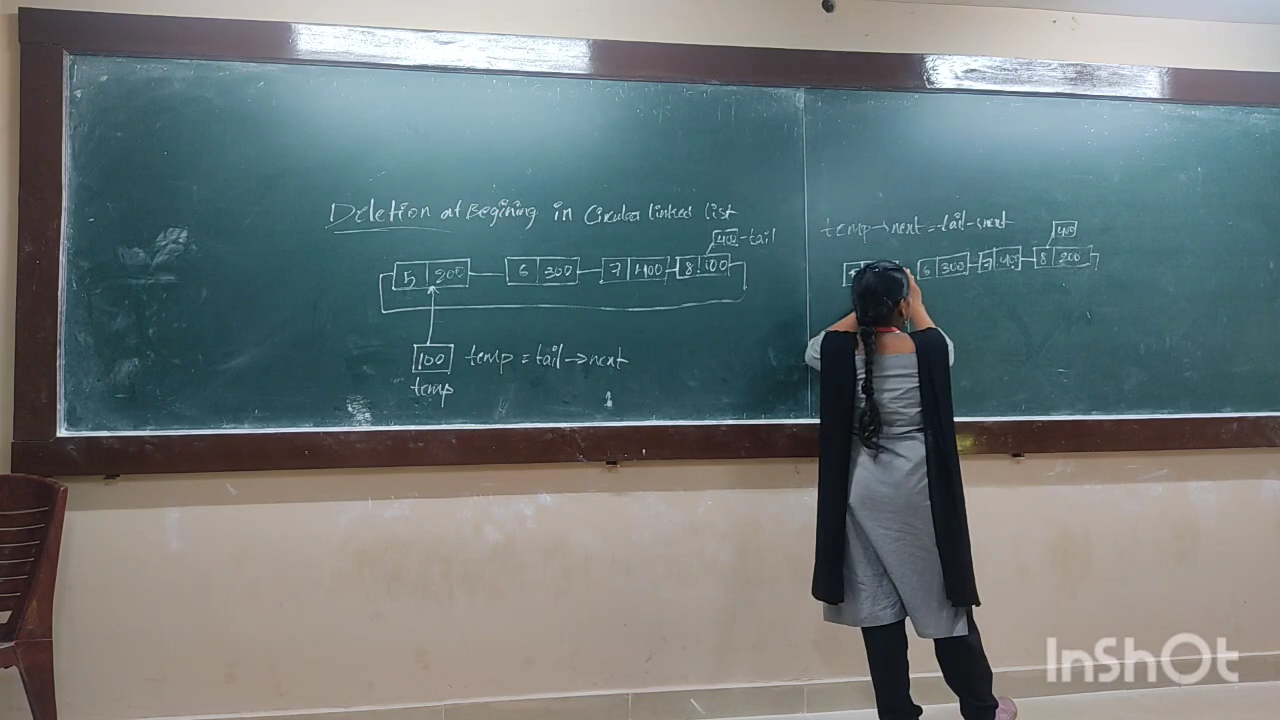 Deletion at Begining in Circular linked list
400-tail
5 200 6 300 7 400 8 100
100 temp = tail→next
temp
temp→next = tail→next
400
6 300 7 400 8 200
InShOt